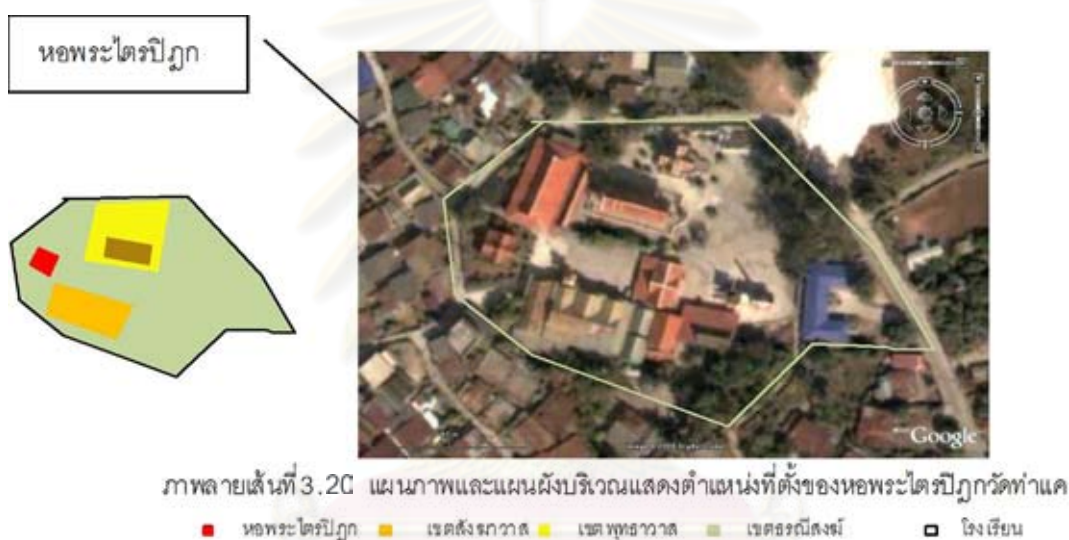 หอพระไตรปิฎก
Google
ภาพลายเส้นที่ 3.20 แผนภาพและแผนผังบริเวณแสดงตำแหน่งที่ตั้งของหอพระไตรปิฎกวัดท่าแค
หอพระไตรปิฎก เขตสังฆาวาส เขตพุทธาวาส เขตธรณีสงฆ์ โรงเรียน